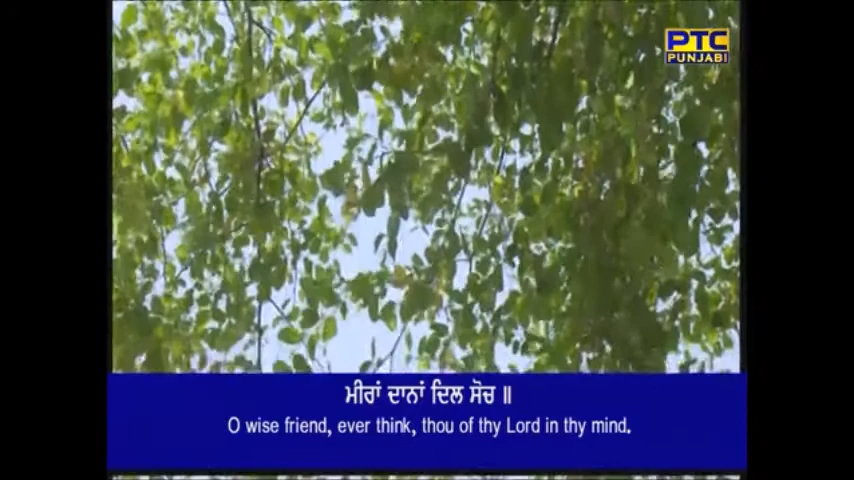 PTC
PUNJABI
ਮੀਰਾਂ ਦਾਨਾਂ ਦਿਲ ਸੋਚ ॥
O wise friend, ever think, thou of thy Lord in thy mind.